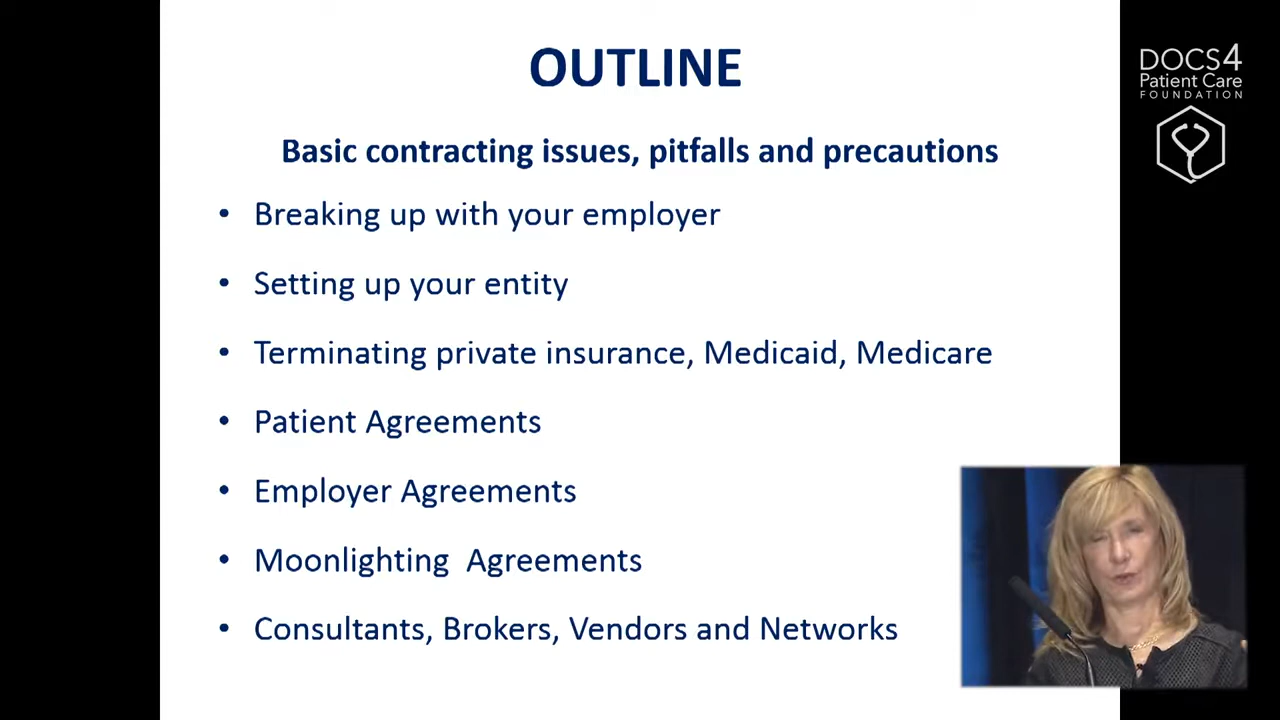 OUTLINE
Basic contracting issues, pitfalls and precautions
• Breaking up with your employer
• Setting up your entity
• Terminating private insurance, Medicaid, Medicare
• Patient Agreements
• Employer Agreements
• Moonlighting  Agreements
• Consultants, Brokers, Vendors and Networks
DOCS4
Patient Care
FOUNDATION